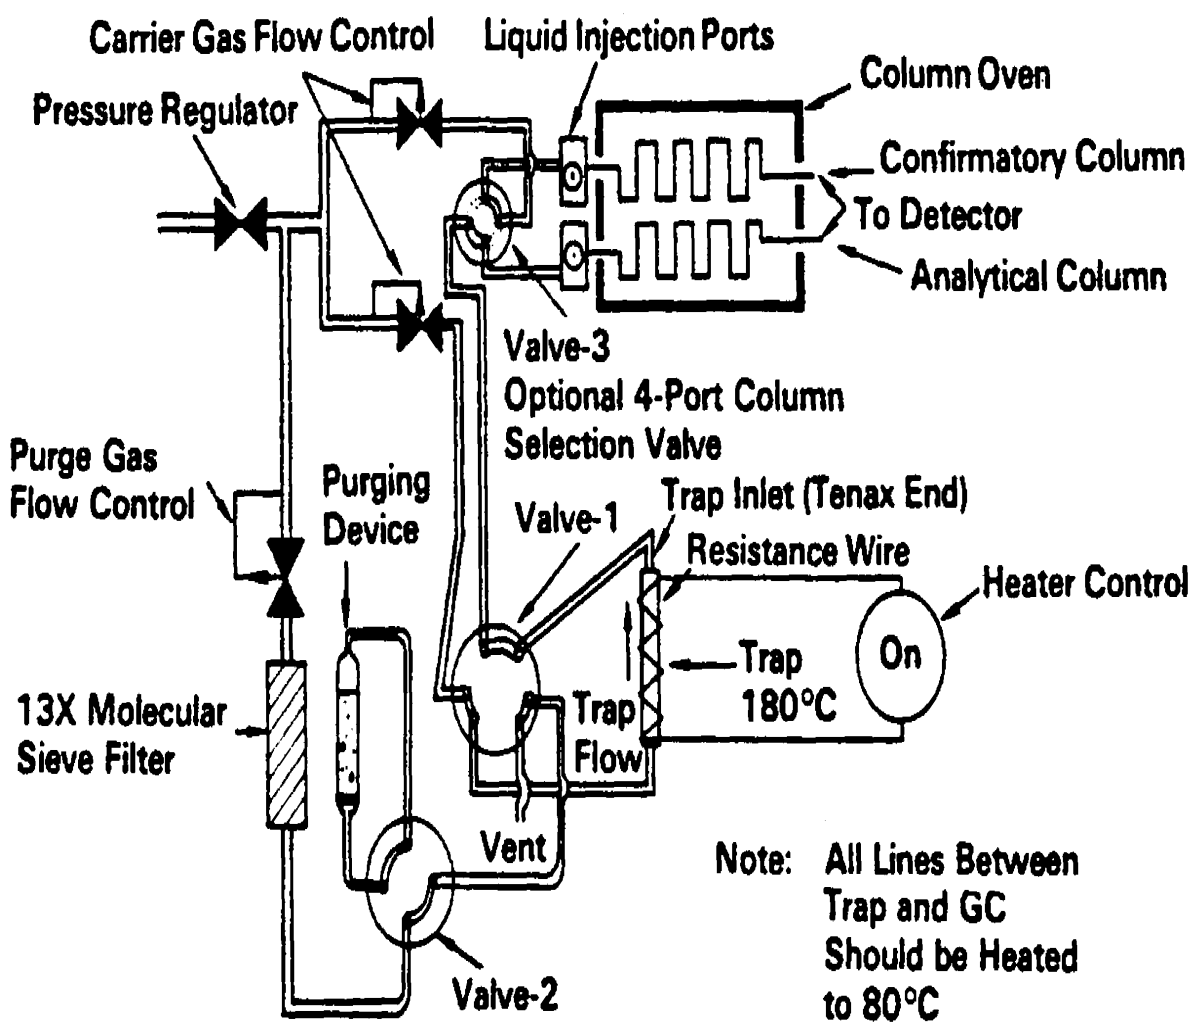 Carrier Gas Flow Control
Liquid Injection Ports
Pressure Regulator
Column Oven
Confirmatory Column
To Detector
Analytical Column
Valve-3
Optional 4-Port Column
Selection Valve
Purge Gas
Flow Control
Purging
Device
Valve-1
Trap Inlet (Tenax End)
Resistance Wire
Heater Control
On
Trap
180°C
13X Molecular
Sieve Filter
Trap
Flow
Vent
Valve-2
Note: All Lines Between
Trap and GC
Should be Heated
to 80°C